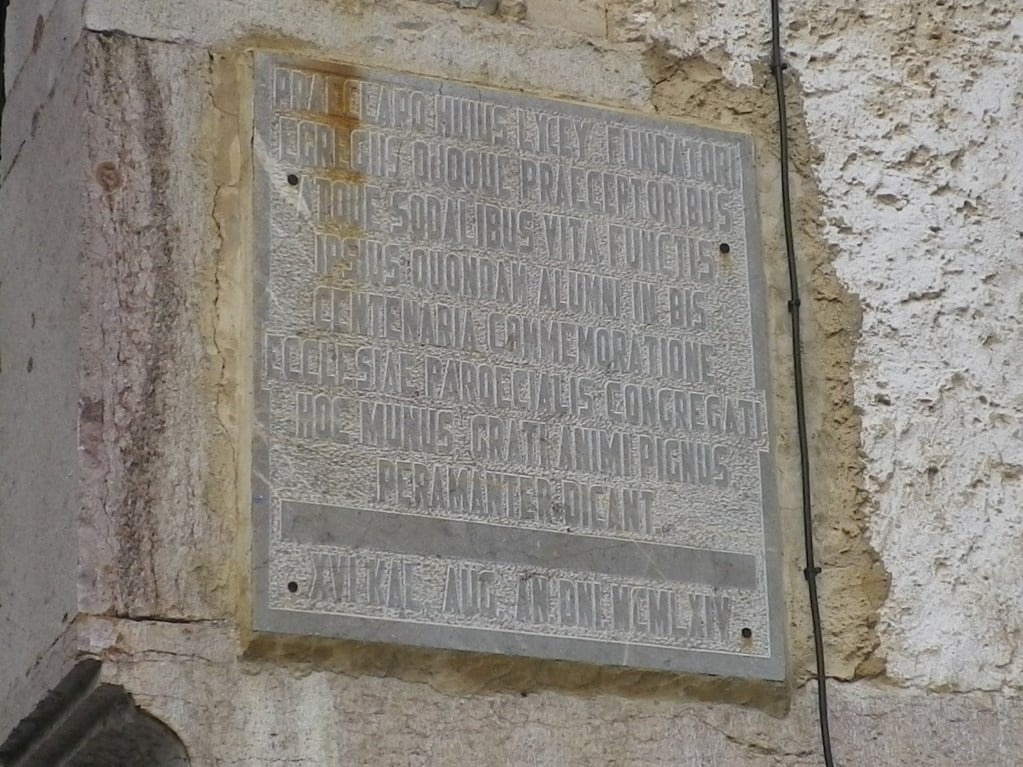 PRAECLARO HUIUS LYCEY FUNDATORI
EGREGIIS QUOQUE PRAECEPTORIBUS
ATQUE SODALIBUS VITA FUNCTIS
IPSIUS QUONDAM ALUMNI IN BIS
CENTENARIA COMMEMORATIONE
ECCLESIAE PAROECIALIS CONGREGATI
HOC MUNUS GRATI ANIMI PIGNUS
PERAMANTER DICANT
XVI KAL. AUG. AN. DNI. MCMLXIV